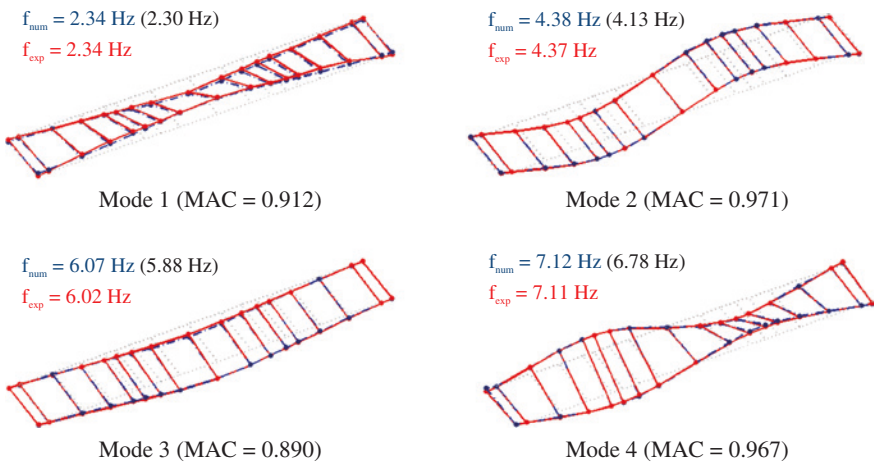 f_num = 2.34 Hz (2.30 Hz)
f_exp = 2.34 Hz
Mode 1 (MAC = 0.912)
f_num = 4.38 Hz (4.13 Hz)
f_exp = 4.37 Hz
Mode 2 (MAC = 0.971)
f_num = 6.07 Hz (5.88 Hz)
f_exp = 6.02 Hz
Mode 3 (MAC = 0.890)
f_num = 7.12 Hz (6.78 Hz)
f_exp = 7.11 Hz
Mode 4 (MAC = 0.967)